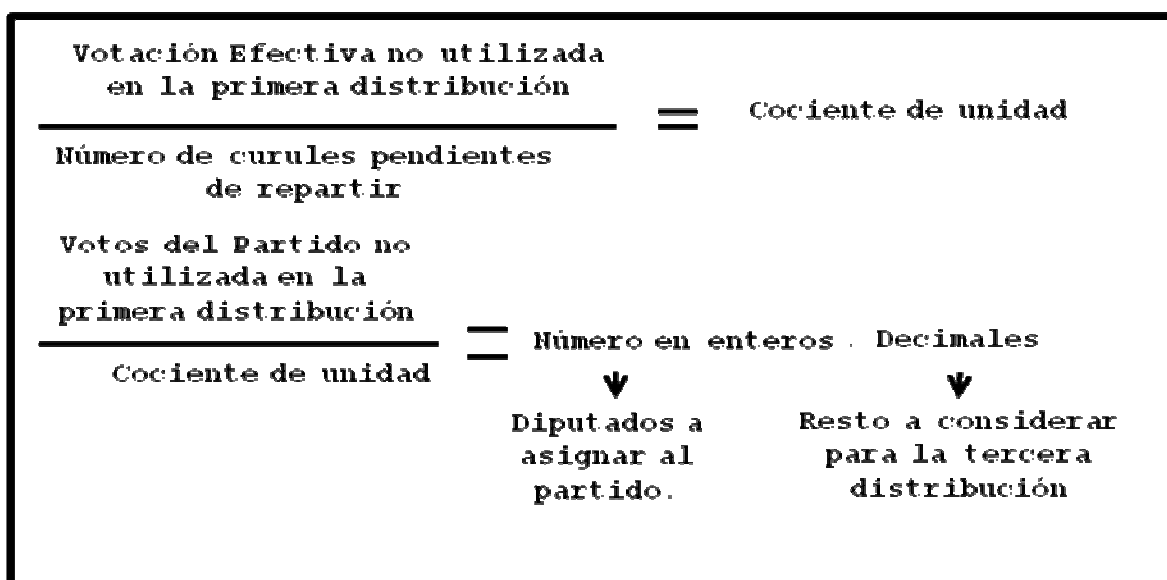 Votación Efectiva no utilizada
en la primera distribución
= Cociente de unidad
Número de curules pendientes
de repartir
Votos del Partido no
utilizada en la
primera distribución
= Número en enteros . Decimales
Cociente de unidad
Diputados a
asignar al
partido.
Resto a considerar
para la tercera
distribución